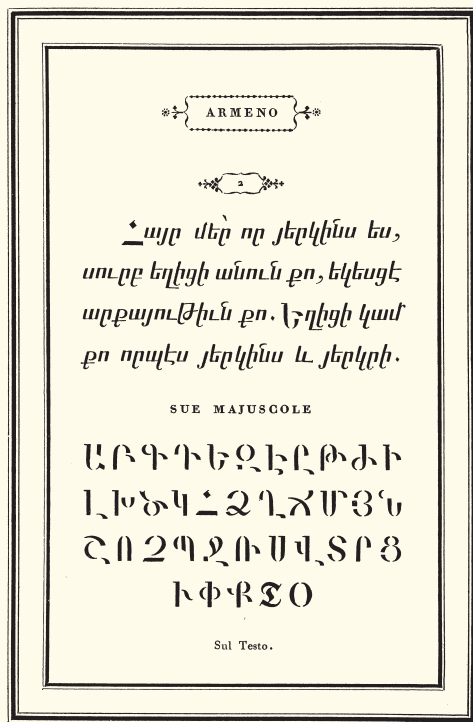 ARMENO
2
Հայր մեր՝ որ յերկինս ես,
սուրբ եղիցի անուն քո, եկեսցէ
արքայութիւն քո. Եղիցի կամ՛
քո որպէս յերկինս և յերկրի.
SUE MAJUSCOLE
ԱԲԳԴԵԶԷԸԹԺԻ
ԼԽԾԿՀՁՂՃՄՅՆ
ՇՈՉՊՋՌՍՎՏՐՑ
ՒՓՔՖՕ
Sul Testo.